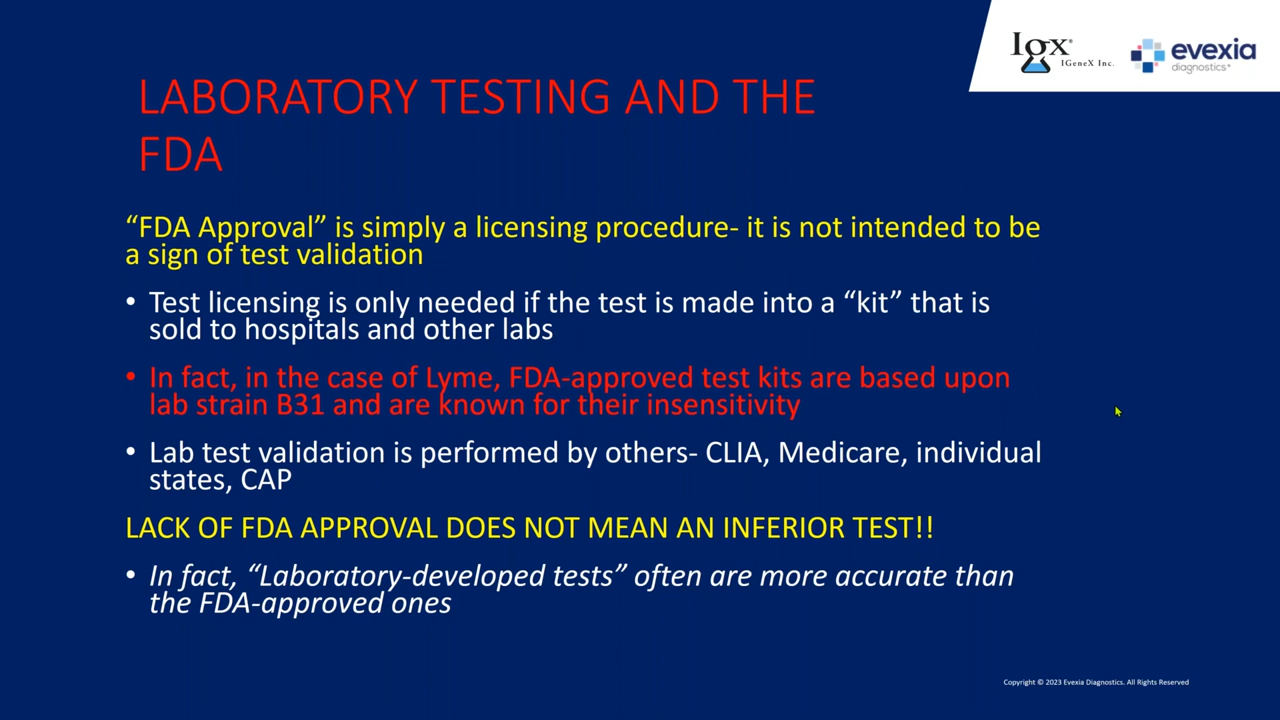 Igx®
IGeneX Inc.
evexia
diagnostics®
LABORATORY TESTING AND THE
FDA
“FDA Approval” is simply a licensing procedure- it is not intended to be
a sign of test validation
• Test licensing is only needed if the test is made into a “kit” that is
sold to hospitals and other labs
• In fact, in the case of Lyme, FDA-approved test kits are based upon
lab strain B31 and are known for their insensitivity
• Lab test validation is performed by others- CLIA, Medicare, individual
states, CAP
LACK OF FDA APPROVAL DOES NOT MEAN AN INFERIOR TEST!!
• In fact, “Laboratory-developed tests” often are more accurate than
the FDA-approved ones
Copyright © 2023 Evexia Diagnostics. All Rights Reserved